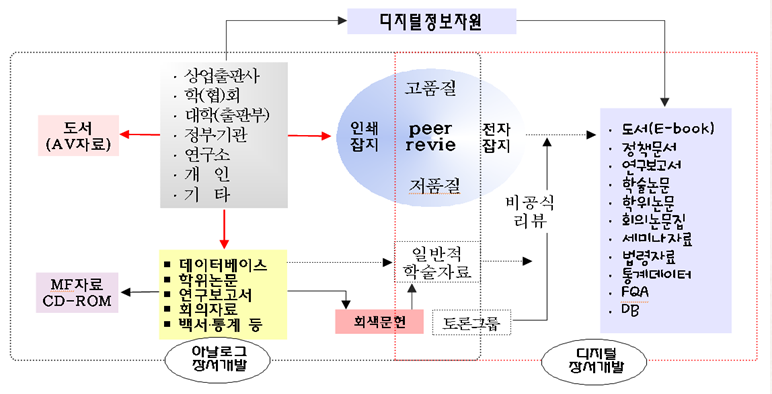 디지털정보자원
· 상업출판사
· 학(협)회
· 대학(출판부)
· 정부기관
· 연구소
· 개 인
· 기 타
도서
(AV자료)
고품질
인쇄
잡지
peer
revie
전자
잡지
저품질
비공식
리뷰
· 도서(E-book)
· 정책문서
· 연구보고서
· 학술논문
· 학위논문
· 회의논문집
· 세미나자료
· 법령자료
· 통계데이터
· FQA
· DB
■ 데이터베이스
■ 학위논문
■ 연구보고서
■ 회의자료
■ 백서·통계 등
MF자료
CD-ROM
일반적
학술자료
회색문헌
토론그룹
아날로그
장서개발
디지털
장서개발